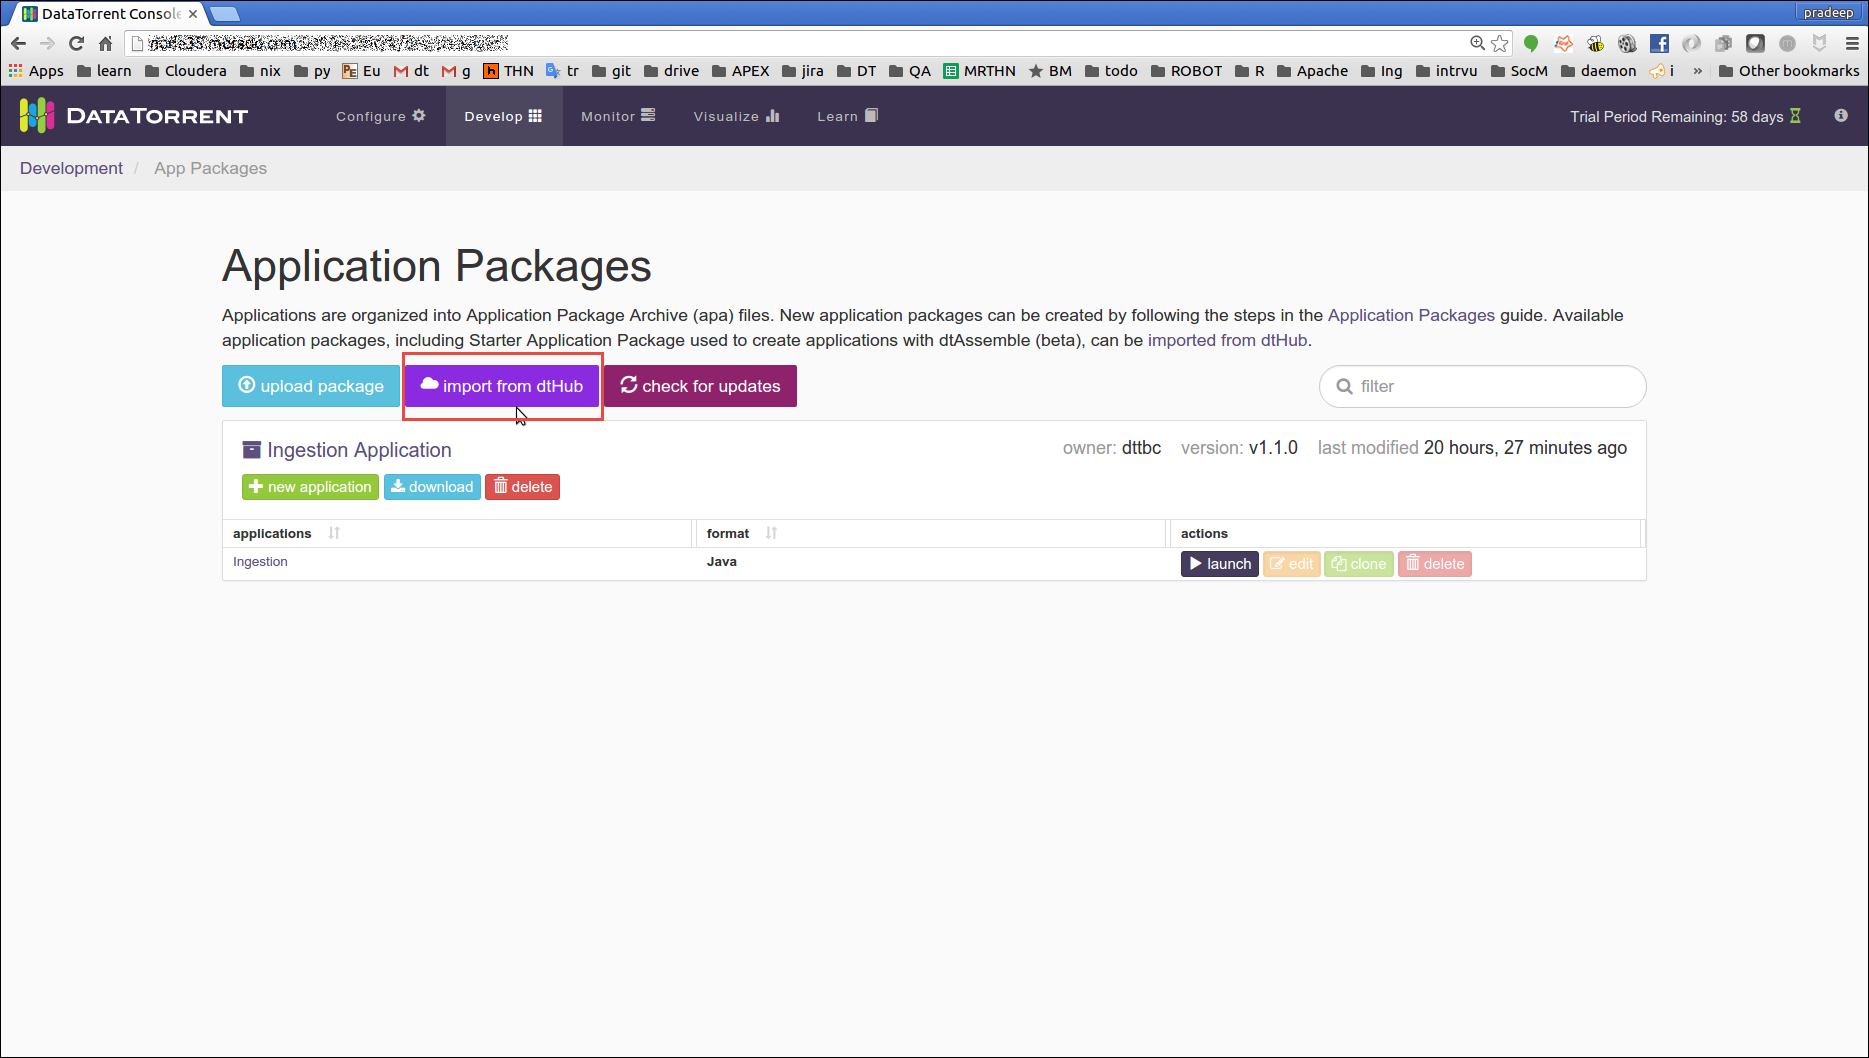 DataTorrent Console
pradeep
Apps learn Cloudera nix py Eu dt g THN tr git drive APEX jira DT QA MRTHN BM todo ROBOT R Apache Ing intrvu SocM daemon i » Other bookmarks
DATATORRENT Configure Develop Monitor Visualize Learn Trial Period Remaining: 58 days
Development / App Packages
Application Packages
Applications are organized into Application Package Archive (apa) files. New application packages can be created by following the steps in the Application Packages guide. Available
application packages, including Starter Application Package used to create applications with dtAssemble (beta), can be imported from dtHub.
upload package import from dtHub check for updates filter
Ingestion Application owner: dttbc version: v1.1.0 last modified 20 hours, 27 minutes ago
new application download delete
applications format actions
Ingestion Java launch edit clone delete